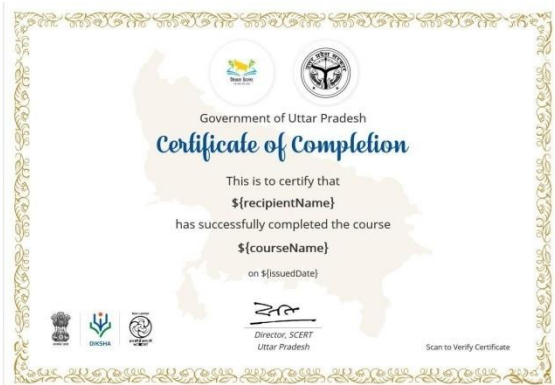 Government of Uttar Pradesh
Certificate of Completion
This is to certify that
${recipientName}
has successfully completed the course
${courseName}
on ${issuedDate}
Director, SCERT
Uttar Pradesh
DIKSHA
Scan to Verify Certificate